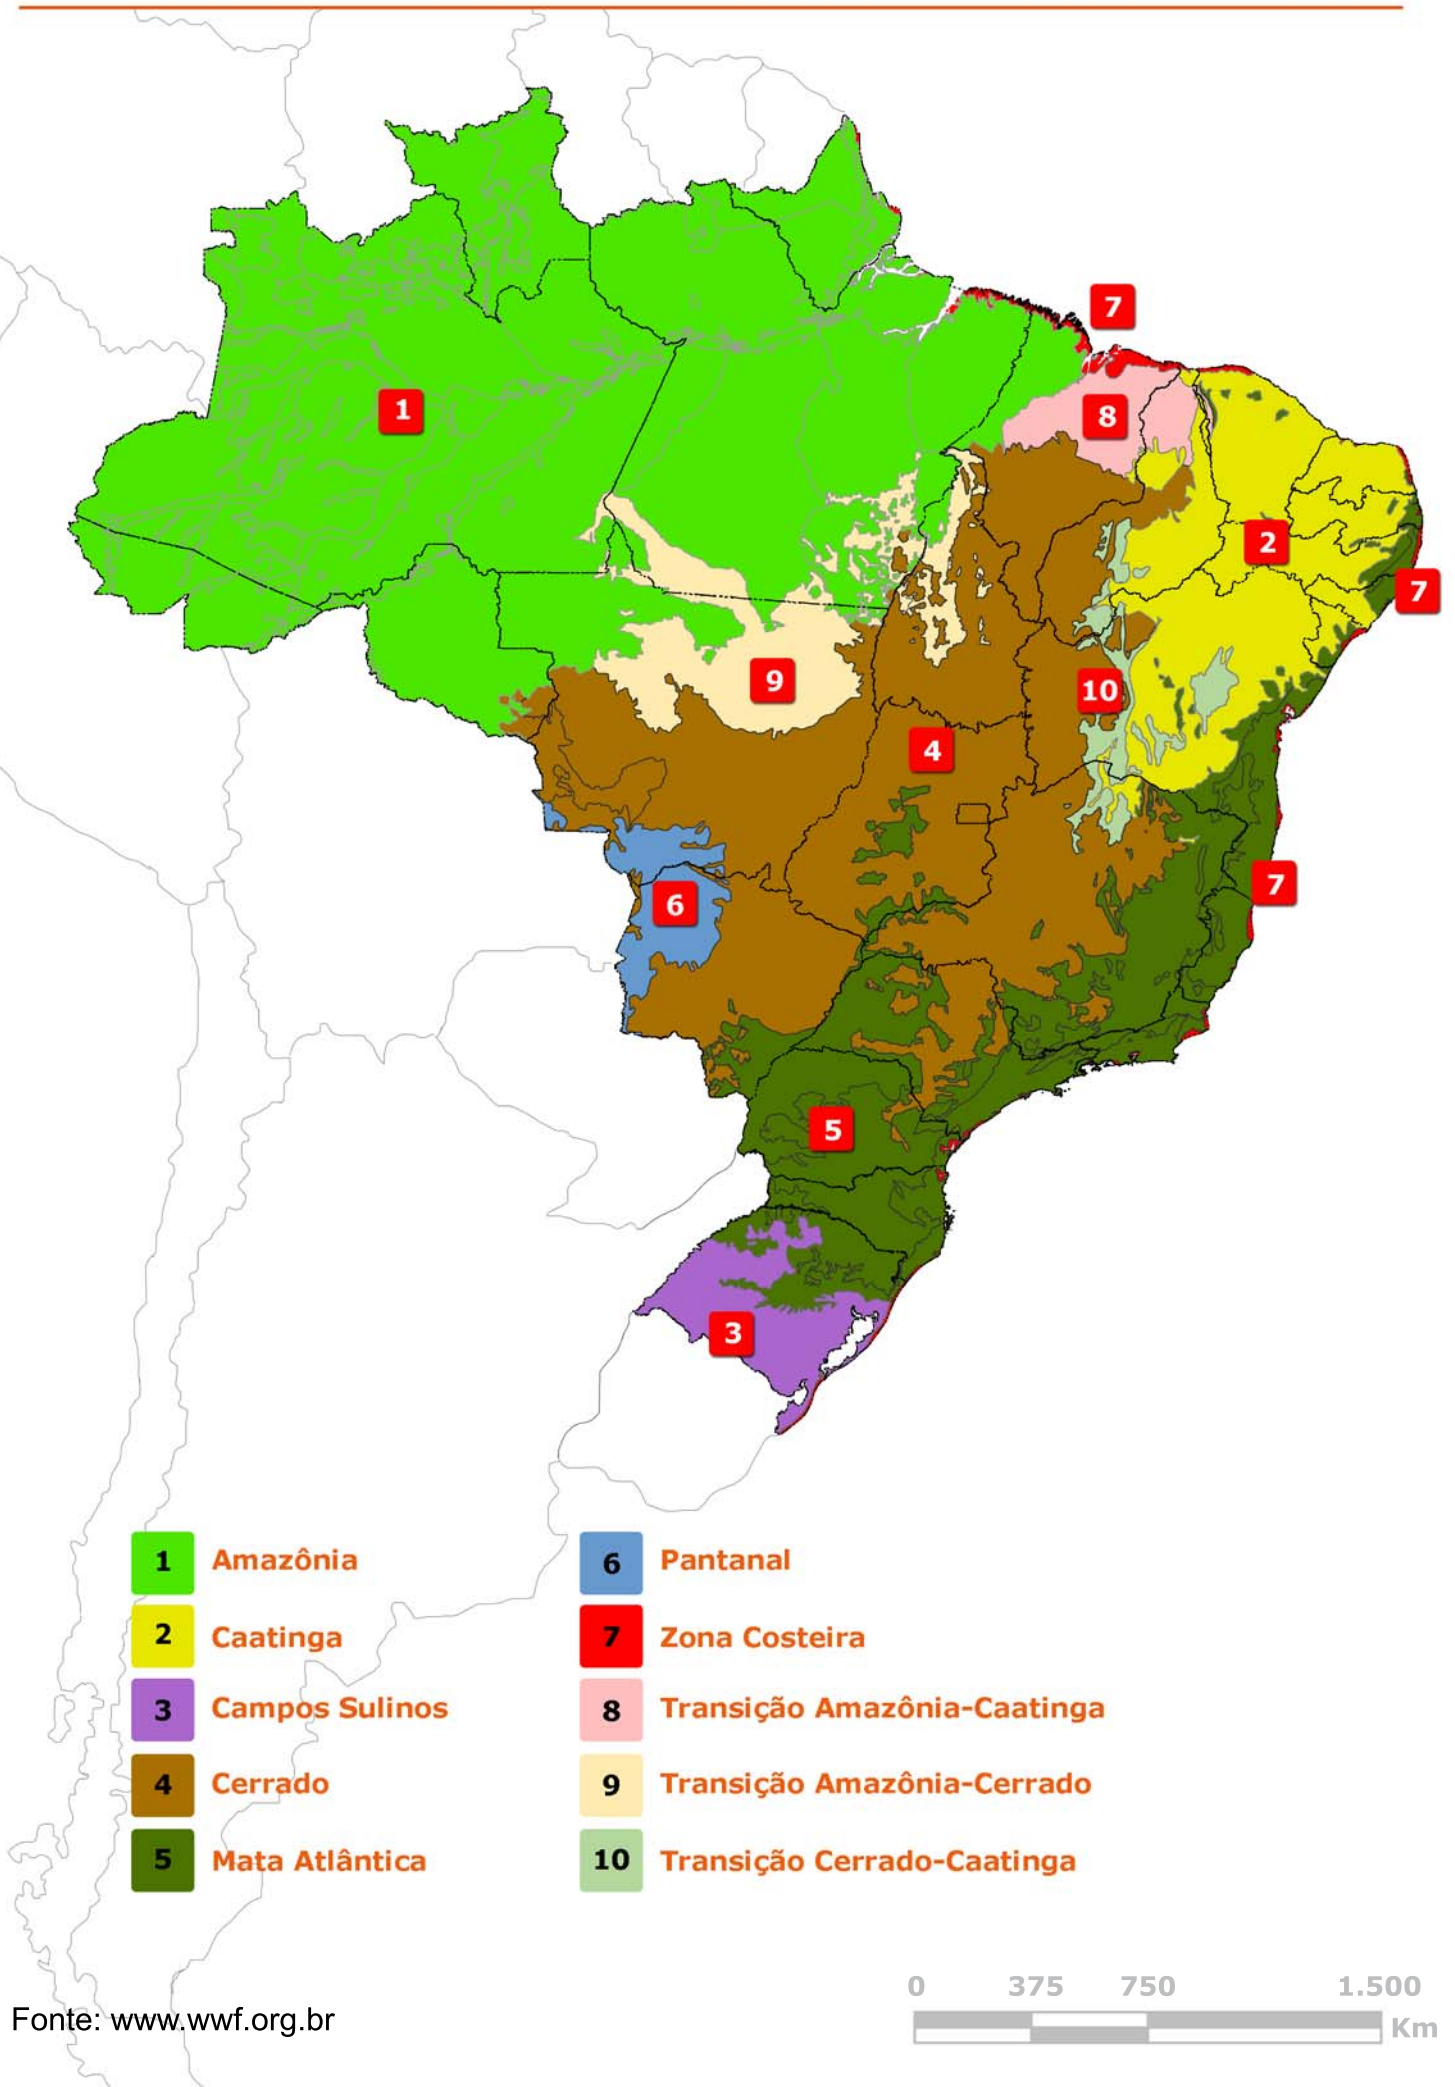 7
1
8
2
7
9
10
4
7
6
5
3
1 Amazônia
2 Caatinga
3 Campos Sulinos
4 Cerrado
5 Mata Atlântica
6 Pantanal
7 Zona Costeira
8 Transição Amazônia-Caatinga
9 Transição Amazônia-Cerrado
10 Transição Cerrado-Caatinga
0 375 750 1.500
Km
Fonte: www.wwf.org.br